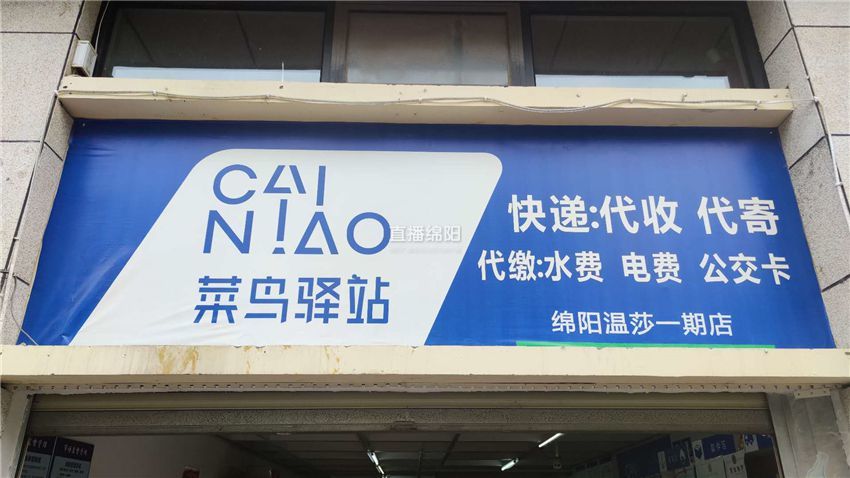 CAI
NIAO
菜鸟驿站
快递:代收 代寄
代缴:水费 电费 公交卡
绵阳温莎一期店
直播绵阳